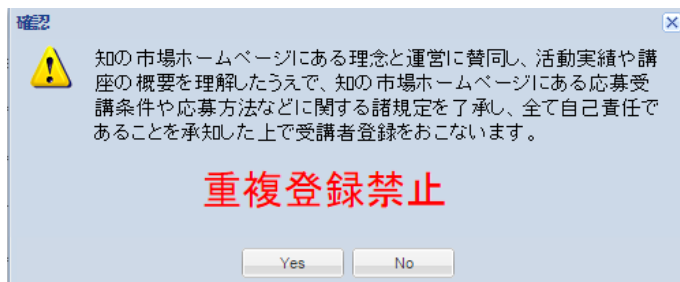 確認
知の市場ホームページにある理念と運営に賛同し、活動実績や講
座の概要を理解したうえで、知の市場ホームページにある応募受
講条件や応募方法などに関する諸規定を了承し、全て自己責任で
あることを承知した上で受講者登録をおこないます。
重複登録禁止
Yes No